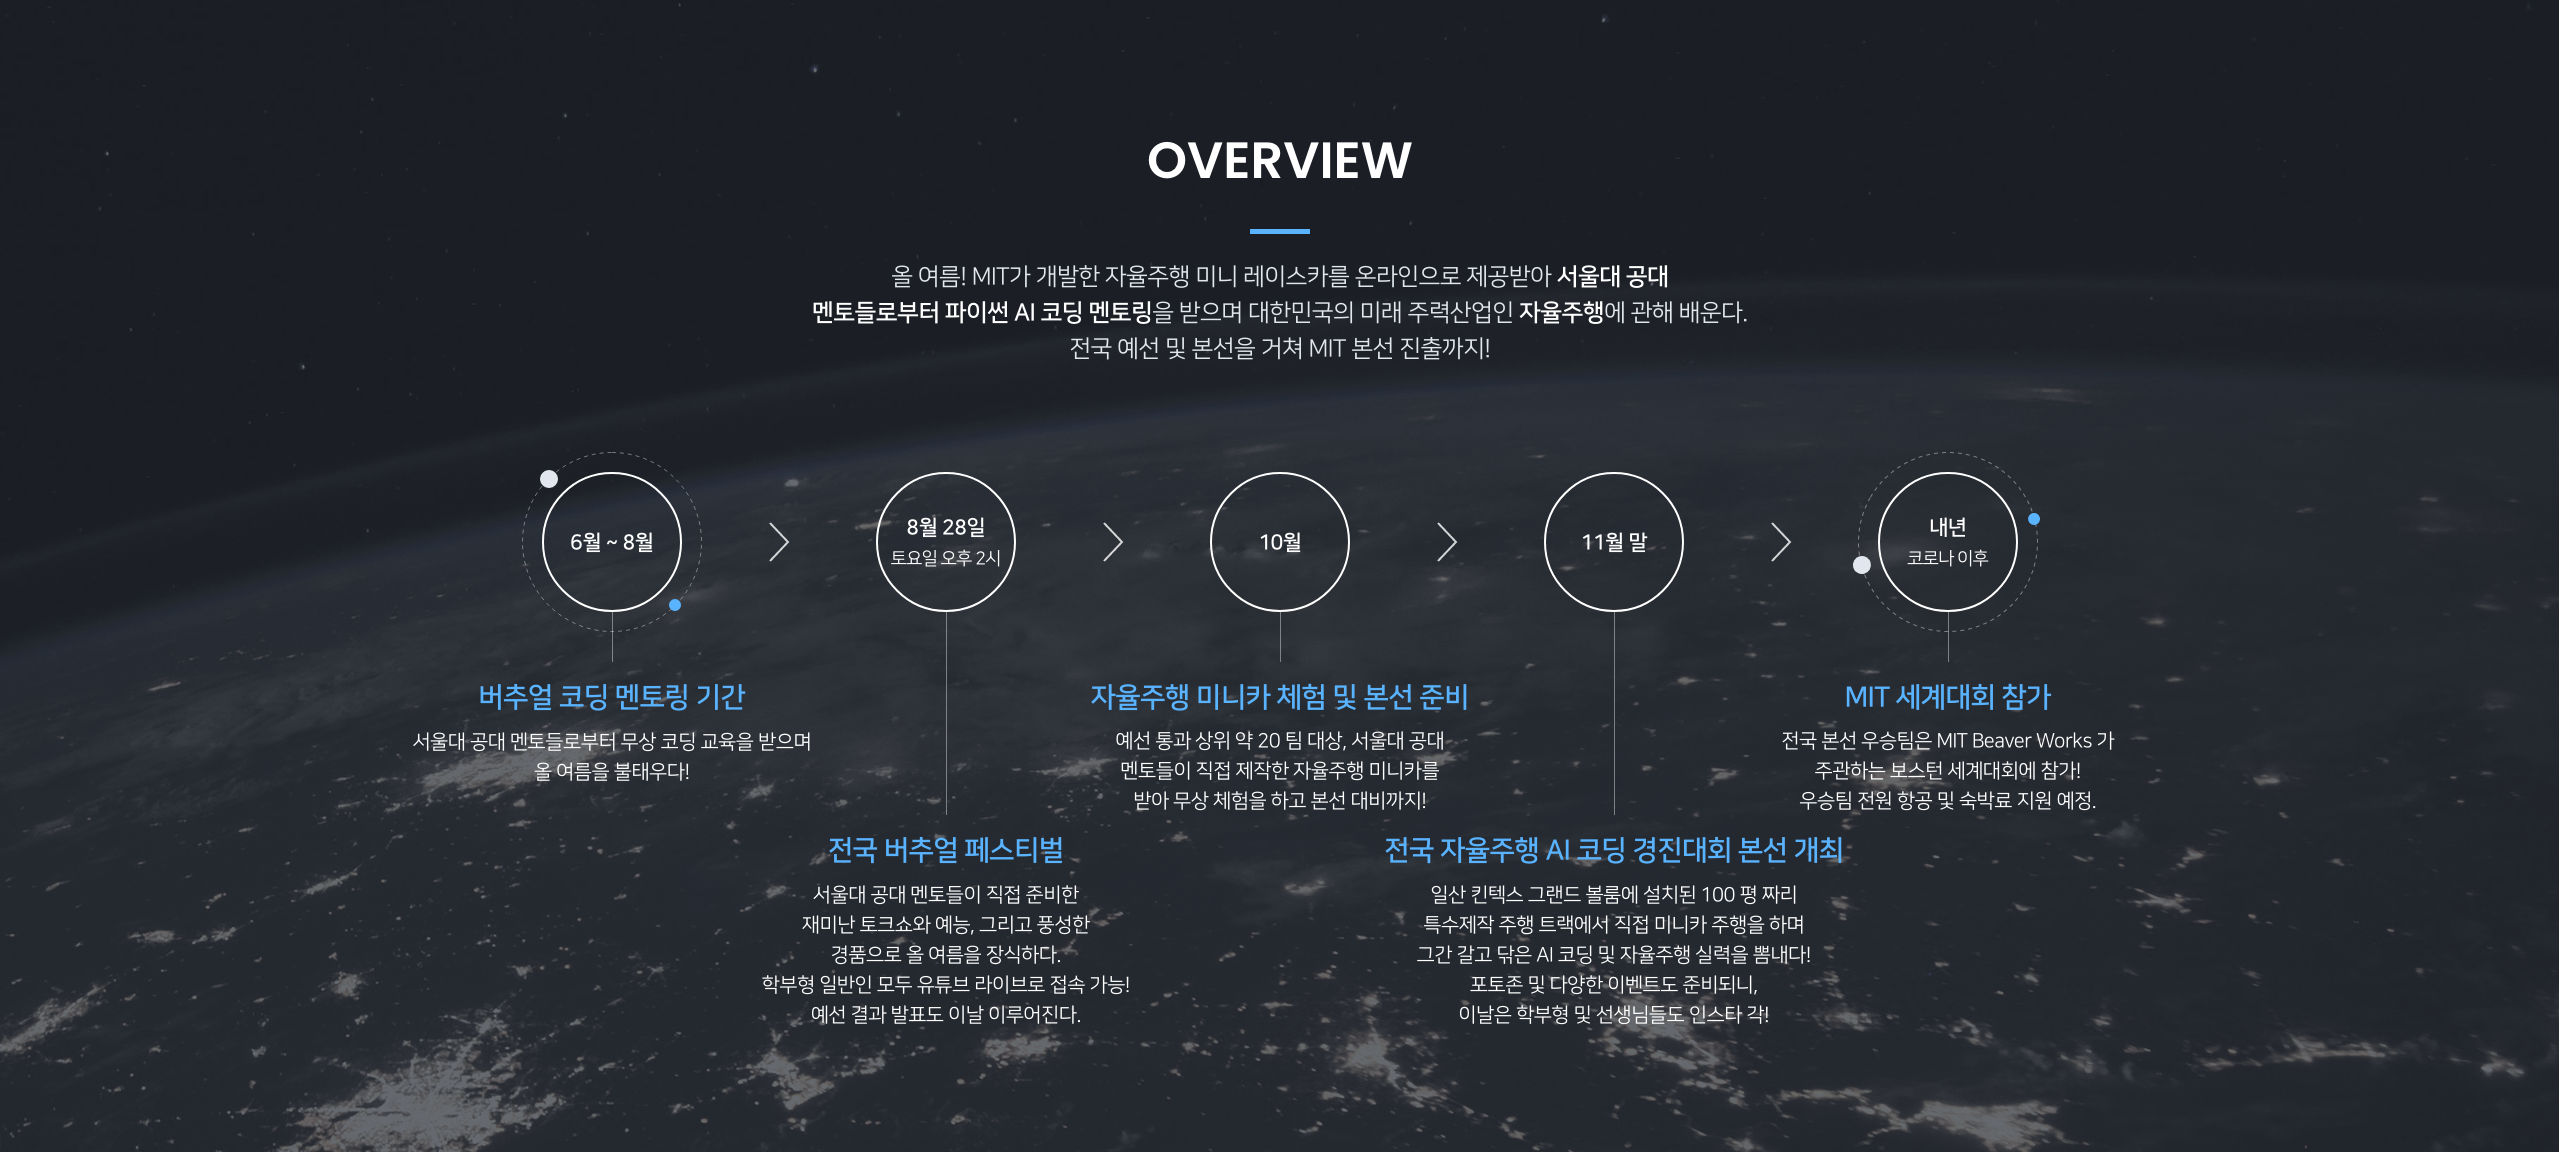 OVERVIEW
올 여름! MIT가 개발한 자율주행 미니 레이스카를 온라인으로 제공받아 서울대 공대
멘토들로부터 파이썬 AI 코딩 멘토링을 받으며 대한민국의 미래 주력산업인 자율주행에 관해 배운다.
전국 예선 및 본선을 거쳐 MIT 본선 진출까지!
6월 ~ 8월
버추얼 코딩 멘토링 기간
서울대 공대 멘토들로부터 무상 코딩 교육을 받으며
올 여름을 불태우다!
8월 28일
토요일 오후 2시
전국 버추얼 페스티벌
서울대 공대 멘토들이 직접 준비한
재미난 토크쇼와 예능, 그리고 풍성한
경품으로 올 여름을 장식하다.
학부형 일반인 모두 유튜브 라이브로 접속 가능!
예선 결과 발표도 이날 이루어진다.
10월
자율주행 미니카 체험 및 본선 준비
예선 통과 상위 약 20 팀 대상, 서울대 공대
멘토들이 직접 제작한 자율주행 미니카를
받아 무상 체험을 하고 본선 대비까지!
11월 말
전국 자율주행 AI 코딩 경진대회 본선 개최
일산 킨텍스 그랜드 볼룸에 설치된 100 평 짜리
특수제작 주행 트랙에서 직접 미니카 주행을 하며
그간 갈고 닦은 AI 코딩 및 자율주행 실력을 뽐내다!
포토존 및 다양한 이벤트도 준비되니,
이날은 학부형 및 선생님들도 인스타 각!
내년
코로나 이후
MIT 세계대회 참가
전국 본선 우승팀은 MIT Beaver Works 가
주관하는 보스턴 세계대회에 참가!
우승팀 전원 항공 및 숙박료 지원 예정.